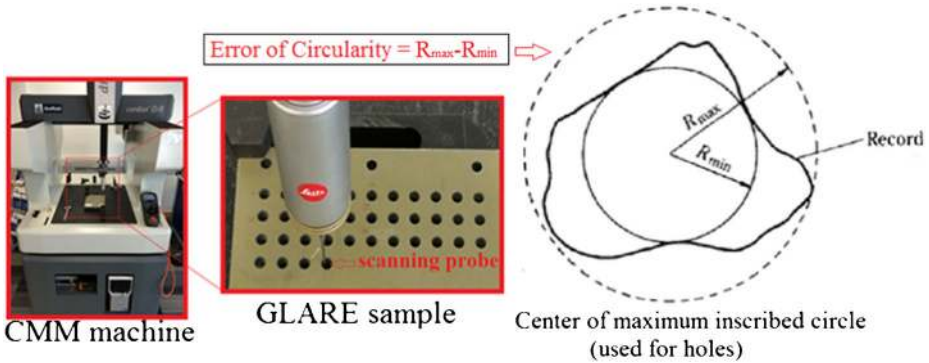 Error of Circularity = Rmax-Rmin
Rmax
Rmin
Record
scanning probe
CMM machine
GLARE sample
Center of maximum inscribed circle
(used for holes)